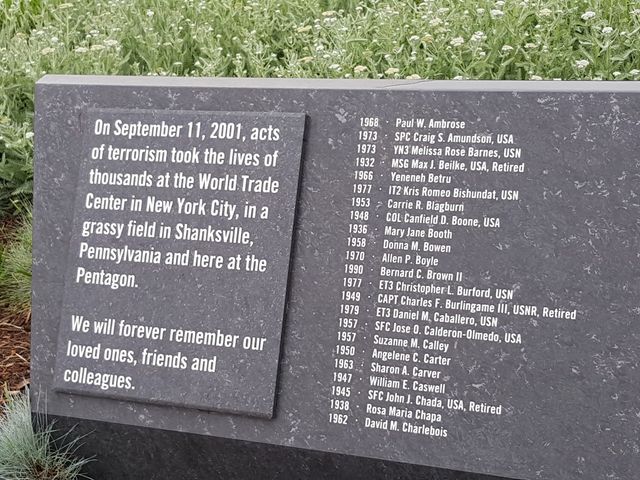 On September 11, 2001, acts
of terrorism took the lives of
thousands at the World Trade
Center in New York City, in a
grassy field in Shanksville,
Pennsylvania and here at the
Pentagon.
We will forever remember our
loved ones, friends and
colleagues.
1968 · Paul W. Ambrose
1973 · SPC Craig S. Amundson, USA
1973 · YN3 Melissa Rose Barnes, USN
1932 · MSG Max J. Beilke, USA, Retired
1966 · Yeneneh Betru
1977 · IT2 Kris Romeo Bishundat, USN
1953 · Carrie R. Blagburn
1948 · COL Canfield D. Boone, USA
1936 · Mary Jane Booth
1958 · Donna M. Bowen
1970 · Allen P. Boyle
1990 · Bernard C. Brown II
1977 · ET3 Christopher L. Burford, USN
1949 · CAPT Charles F. Burlingame III, USNR, Retired
1979 · ET3 Daniel M. Caballero, USN
1957 · SFC Jose O. Calderon-Olmedo, USA
1957 · Suzanne M. Calley
1950 · Angelene C. Carter
1963 · Sharon A. Carver
1947 · William E. Caswell
1945 · SFC John J. Chada, USA, Retired
1938 · Rosa Maria Chapa
1962 · David M. Charlebois